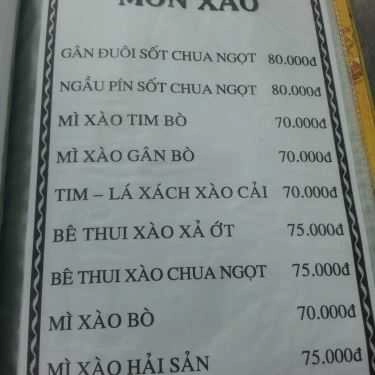 MÓN XÀO
GÂN ĐUÔI SỐT CHUA NGỌT 80.000đ
NGẦU PÍN SỐT CHUA NGỌT 80.000đ
MÌ XÀO TIM BÒ 70.000đ
MÌ XÀO GÂN BÒ 70.000đ
TIM – LÁ XÁCH XÀO CẢI 70.000đ
BÊ THUI XÀO XẢ ỚT 75.000đ
BÊ THUI XÀO CHUA NGỌT 75.000đ
MÌ XÀO BÒ 70.000đ
MÌ XÀO HẢI SẢN 75.000đ